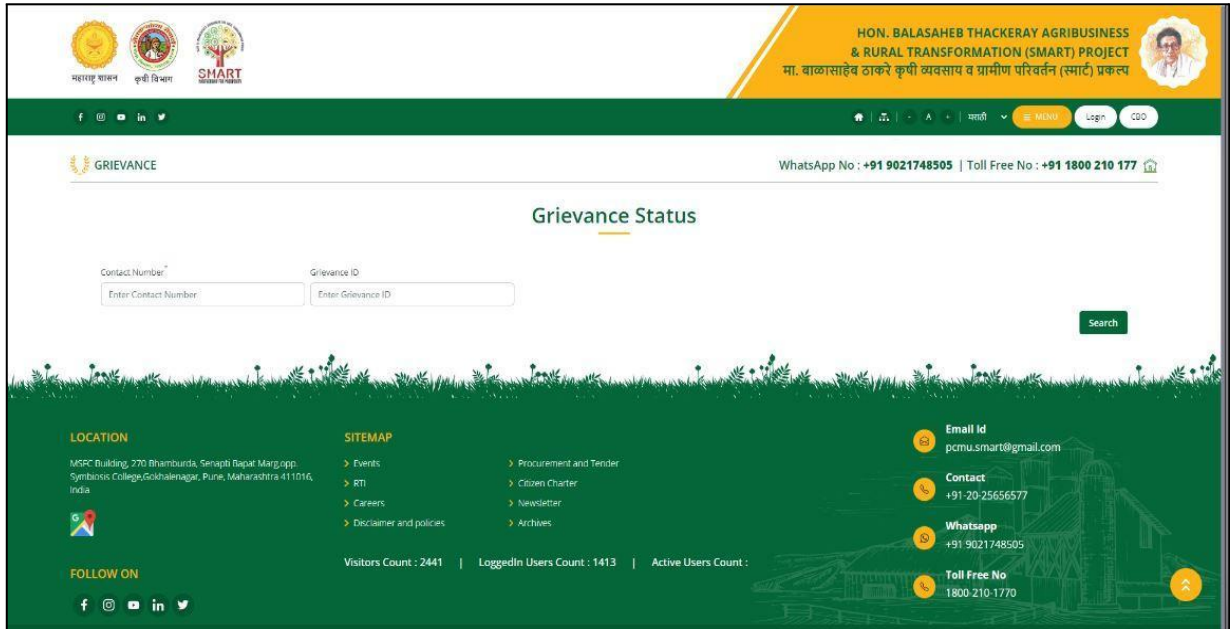 HON. BALASAHEB THACKERAY AGRIBUSINESS
& RURAL TRANSFORMATION (SMART) PROJECT
मा. बाळासाहेब ठाकरे कृषी व्यवसाय व ग्रामीण परिवर्तन (स्मार्ट) प्रकल्प
महाराष्ट्र शासन
कृषी विभाग
SMART
- A + मराठी MENU Login CBO
GRIEVANCE
WhatsApp No : +91 9021748505 | Toll Free No : +91 1800 210 177
Grievance Status
Contact Number*
Grievance ID
Enter Contact Number
Enter Grievance ID
Search
LOCATION
MSFC Building, 270 Bhamburda, Senapti Bapat Marg,opp.
Symbiosis College,Gokhalenagar, Pune, Maharashtra 411016,
India
FOLLOW ON
SITEMAP
Events
RTI
Careers
Disclaimer and policies
Procurement and Tender
Citizen Charter
Newsletter
Archives
Visitors Count : 2441 | LoggedIn Users Count : 1413 | Active Users Count :
Email Id
pcmu.smart@gmail.com
Contact
+91-20-25656577
Whatsapp
+91 9021748505
Toll Free No
1800-210-1770